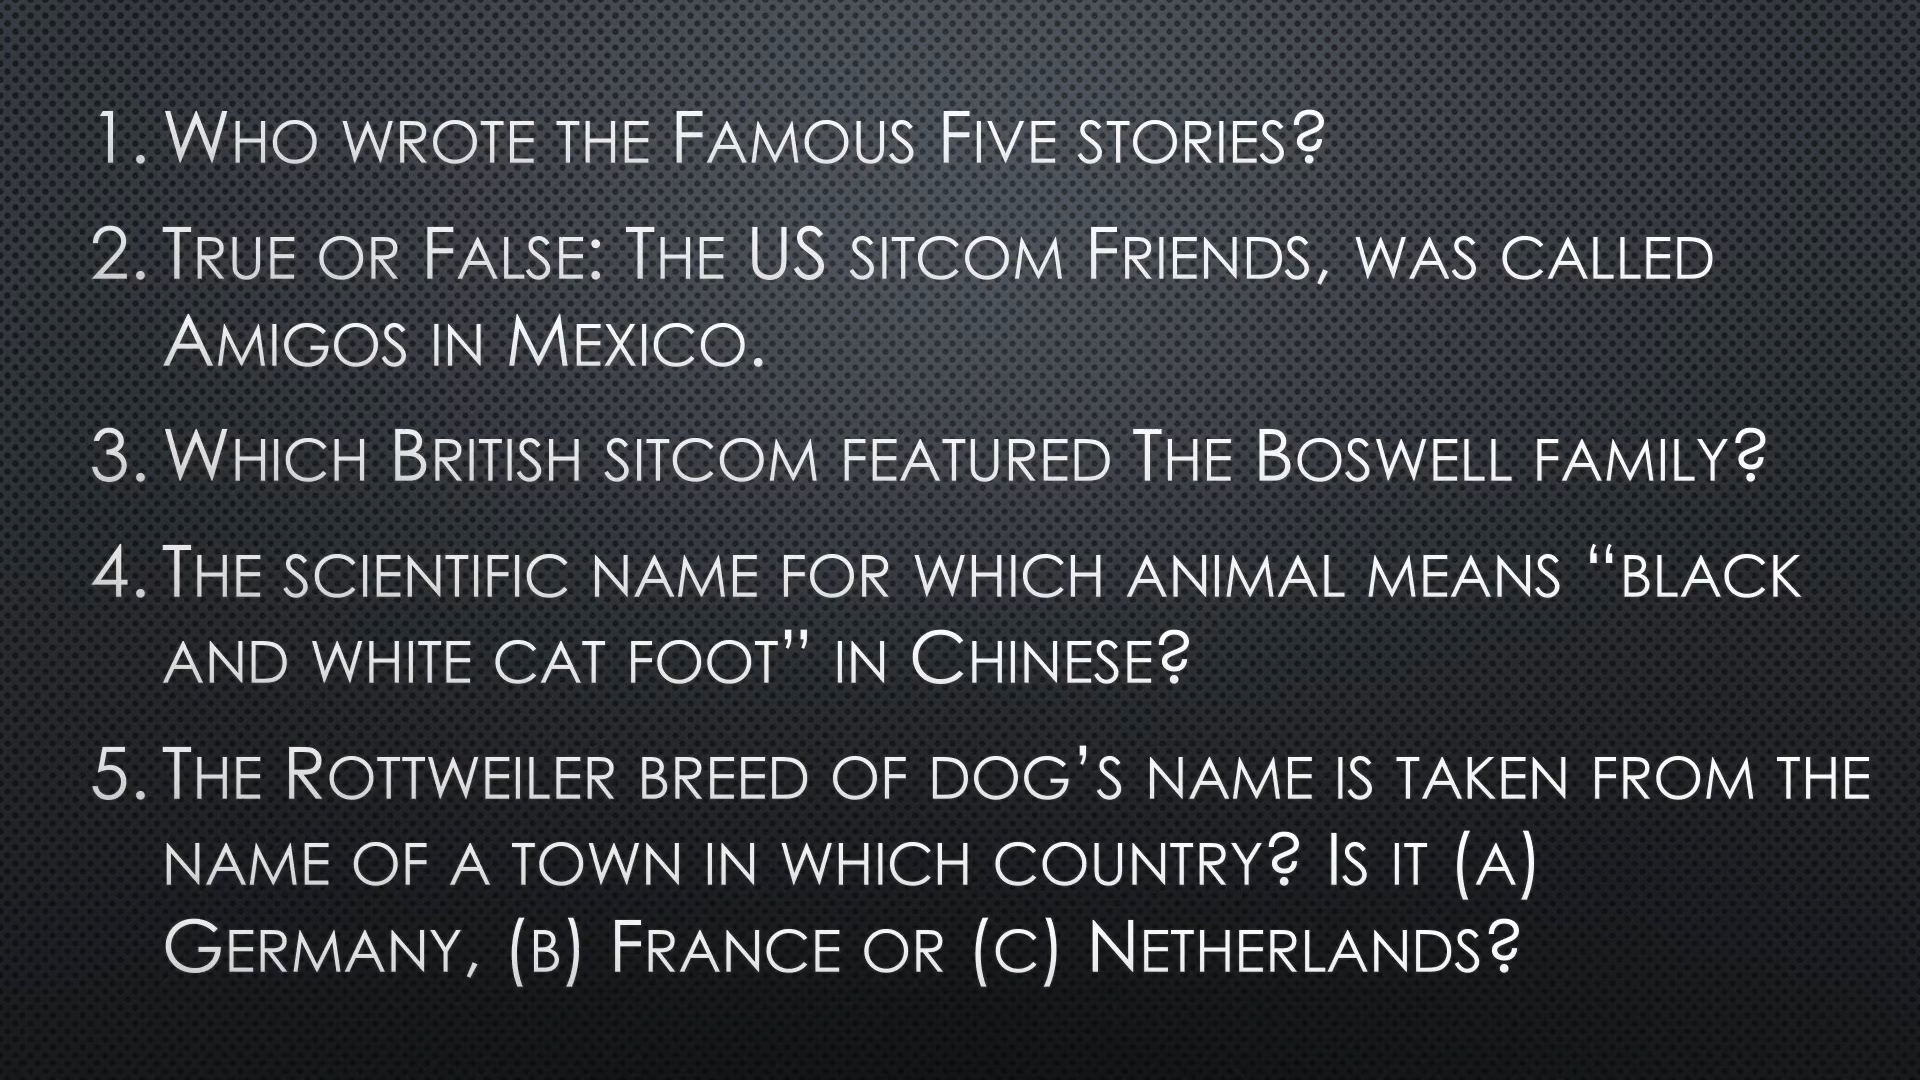 1. Who wrote the Famous Five stories?
2. True or False: The US sitcom Friends, was called
Amigos in Mexico.
3. Which British sitcom featured The Boswell family?
4. The scientific name for which animal means “black
and white cat foot” in Chinese?
5. The Rottweiler breed of dog’s name is taken from the
name of a town in which country? Is it (a)
Germany, (b) France or (c) Netherlands?